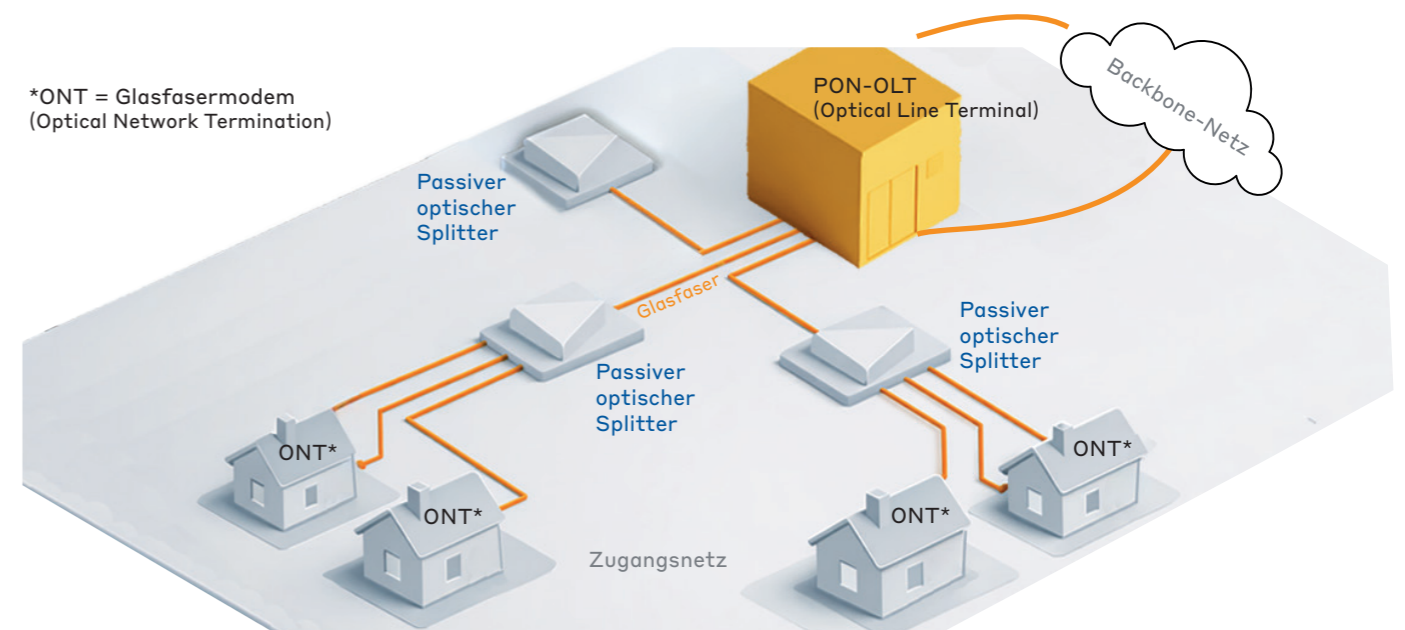 *ONT = Glasfasermodem
(Optical Network Termination)
PON-OLT
(Optical Line Terminal)
Backbone-Netz
Passiver
optischer
Splitter
Glasfaser
Passiver
optischer
Splitter
Passiver
optischer
Splitter
ONT*
ONT*
ONT*
ONT*
Zugangsnetz